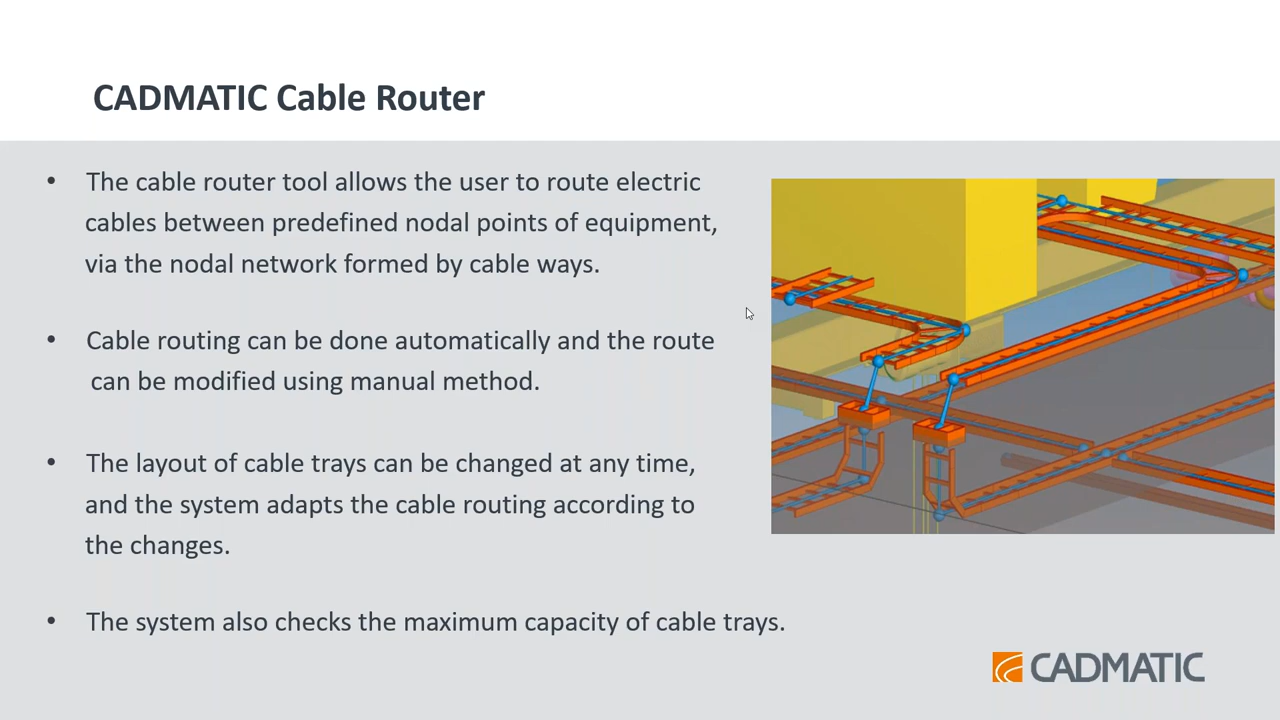 CADMATIC Cable Router
• The cable router tool allows the user to route electric
cables between predefined nodal points of equipment,
via the nodal network formed by cable ways.
• Cable routing can be done automatically and the route
can be modified using manual method.
• The layout of cable trays can be changed at any time,
and the system adapts the cable routing according to
the changes.
• The system also checks the maximum capacity of cable trays.
CADMATIC